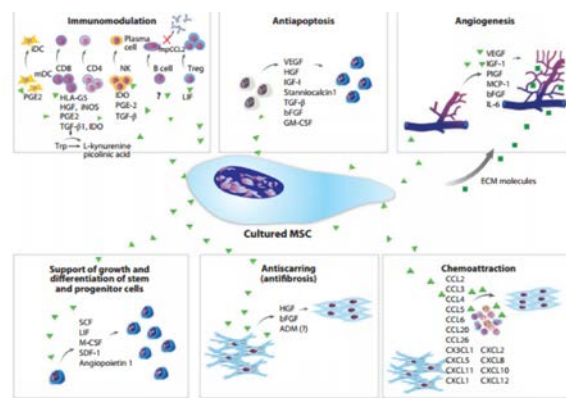 Immunomodulation
iDC
mDC
PGE2
CD8
CD4
HLA-G5
HGF, iNOS
PGE2
TGF-β1, IDO
Trp → L-kynurenine
picolinic acid
Plasma
cell
NK
IDO
PGE-2
TGF-β
mpCCL2
B cell
?
Treg
LIF
Antiapoptosis
VEGF
HGF
IGF-I
Stanniocalcin1
TGF-β
bFGF
GM-CSF
Angiogenesis
VEGF
IGF-1
PIGF
MCP-1
bFGF
IL-6
ECM molecules
Cultured MSC
Support of growth and
differentiation of stem
and progenitor cells
SCF
LIF
M-CSF
SDF-1
Angiopoietin 1
Antiscarring
(antifibrosis)
HGF
bFGF
ADM (?)
Chemoattraction
CCL2
CCL3
CCL4
CCL5
CCL6
CCL20
CCL26
CX3CL1 CXCL2
CXCL5 CXCL8
CXCL11 CXCL10
CXCL1 CXCL12